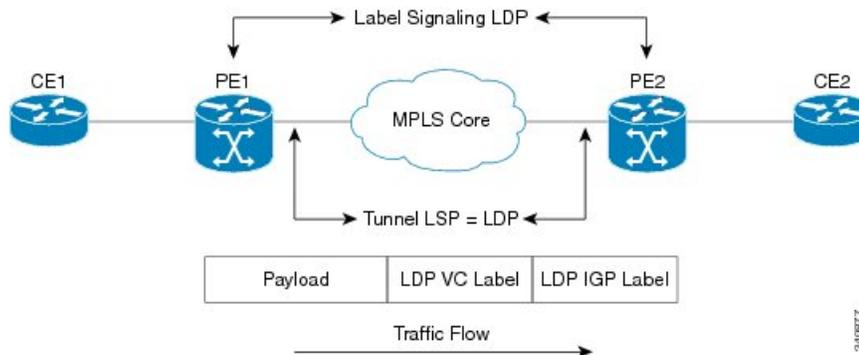 Label Signaling LDP
CE1
PE1
PE2
CE2
MPLS Core
Tunnel LSP = LDP
Payload
LDP VC Label
LDP IGP Label
Traffic Flow